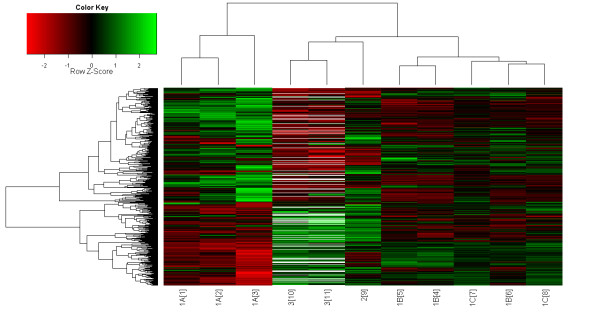 Color Key
-2 -1 0 1 2
Row Z-Score
1A[1] 1A[2] 1A[3] 3[10] 3[11] 2[9] 1B[5] 1B[4] 1C[7] 1B[6] 1C[8]